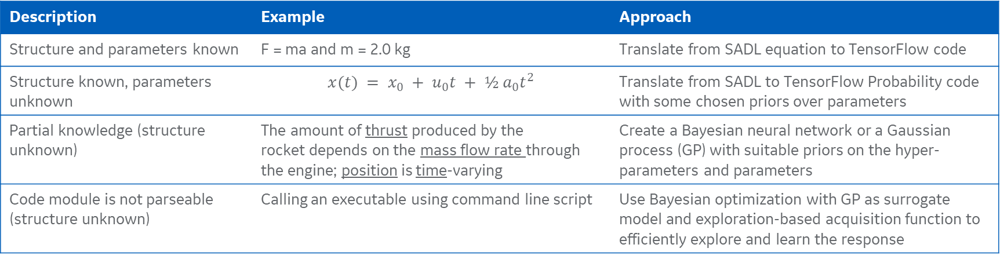 Description Example Approach
Structure and parameters known F = ma and m = 2.0 kg Translate from SADL equation to TensorFlow code
Structure known, parameters
unknown
x(t) = x₀ + u₀t + ½ a₀t²
Translate from SADL to TensorFlow Probability code
with some chosen priors over parameters
Partial knowledge (structure
unknown)
The amount of thrust produced by the
rocket depends on the mass flow rate through
the engine; position is time-varying
Create a Bayesian neural network or a Gaussian
process (GP) with suitable priors on the hyper-
parameters and parameters
Code module is not parseable
(structure unknown)
Calling an executable using command line script
Use Bayesian optimization with GP as surrogate
model and exploration-based acquisition function to
efficiently explore and learn the response